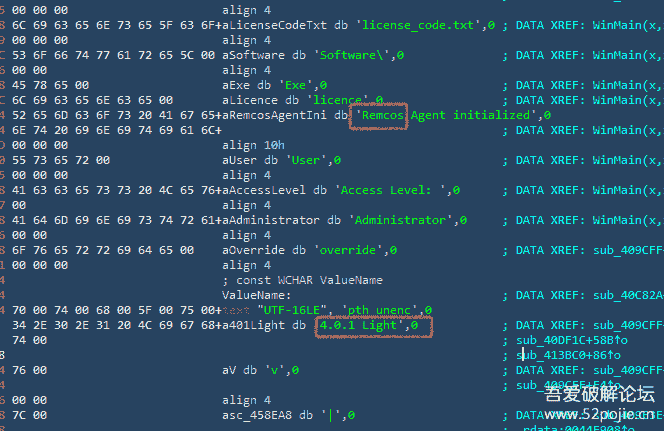 00 00 00 align 4
6C 69 63 65 6E 73 65 5F 63 6F+aLicenseCodeTxt db 'license_code.txt',0 ; DATA XREF: WinMain(x,
00 00 00 align 4
53 6F 66 74 77 61 72 65 5C 00 aSoftware db 'Software\',0 ; DATA XREF: WinMain(x,
00 00 align 4
45 78 65 00 aExe db 'Exe',0 ; DATA XREF: WinMain(x,
6C 69 63 65 6E 63 65 00 aLicence db 'licence',0 ; DATA XREF: WinMain(x,
52 65 6D 63 6F 73 20 41 67 65+aRemcosAgentIni db 'Remcos Agent initialized',0
6E 74 20 69 6E 69 74 69 61 6C+ ; DATA XREF: WinMain(x,
00 00 00 align 10h
55 73 65 72 00 aUser db 'User',0 ; DATA XREF: WinMain(x,
00 00 00 align 4
41 63 63 65 73 73 20 4C 65 76+aAccessLevel db 'Access Level: ',0 ; DATA XREF: WinMain(x,
00 align 4
41 64 6D 69 6E 69 73 74 72 61+aAdministrator db 'Administrator',0 ; DATA XREF: WinMain(x,
00 00 align 4
6F 76 65 72 72 69 64 65 00 aOverride db 'override',0 ; DATA XREF: sub_409CFF
00 00 00 align 4
; const WCHAR ValueName
ValueName: ; DATA XREF: sub_40C82A
70 00 74 00 68 00 5F 00 75 00+text "UTF-16LE", 'pth_unenc',0
34 2E 30 2E 31 20 4C 69 67 68+a401Light db '4.0.1 Light',0 ; DATA XREF: sub_409CFF
74 00 ; sub_40DF1C+58B↑o
; sub_413BC0+86↑o
76 00 aV db 'v',0 ; DATA XREF: sub_409CFF
00 00 align 4
7C 00 asc_458EA8 db '|',0 ; DATA XREF:
吾爱破解论坛
www.52pojie.cn